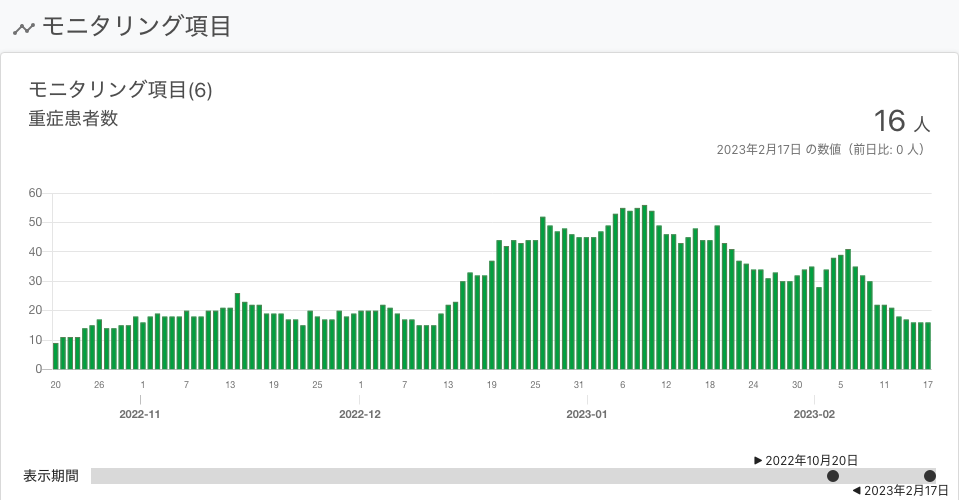 モニタリング項目
モニタリング項目(6)
重症患者数
16 人
2023年2月17日 の数値（前日比: 0 人）
60
50
40
30
20
10
0
20 26 1 7 13 19 25 1 7 13 19 25 31 6 12 18 24 30 5 11 17
2022-11 2022-12 2023-01 2023-02
▶ 2022年10月20日
表示期間
◀ 2023年2月17日